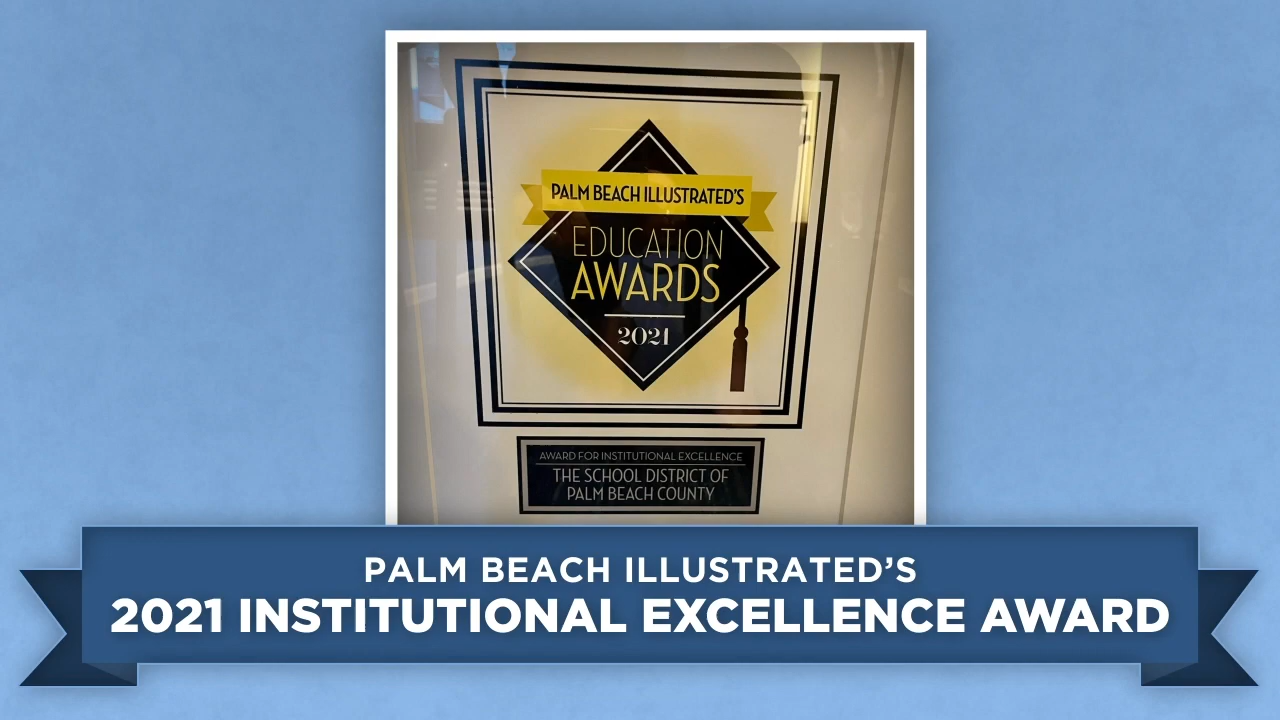 PALM BEACH ILLUSTRATED'S
EDUCATION
AWARDS
2021
AWARD FOR INSTITUTIONAL EXCELLENCE
THE SCHOOL DISTRICT OF
PALM BEACH COUNTY
PALM BEACH ILLUSTRATED’S
2021 INSTITUTIONAL EXCELLENCE AWARD